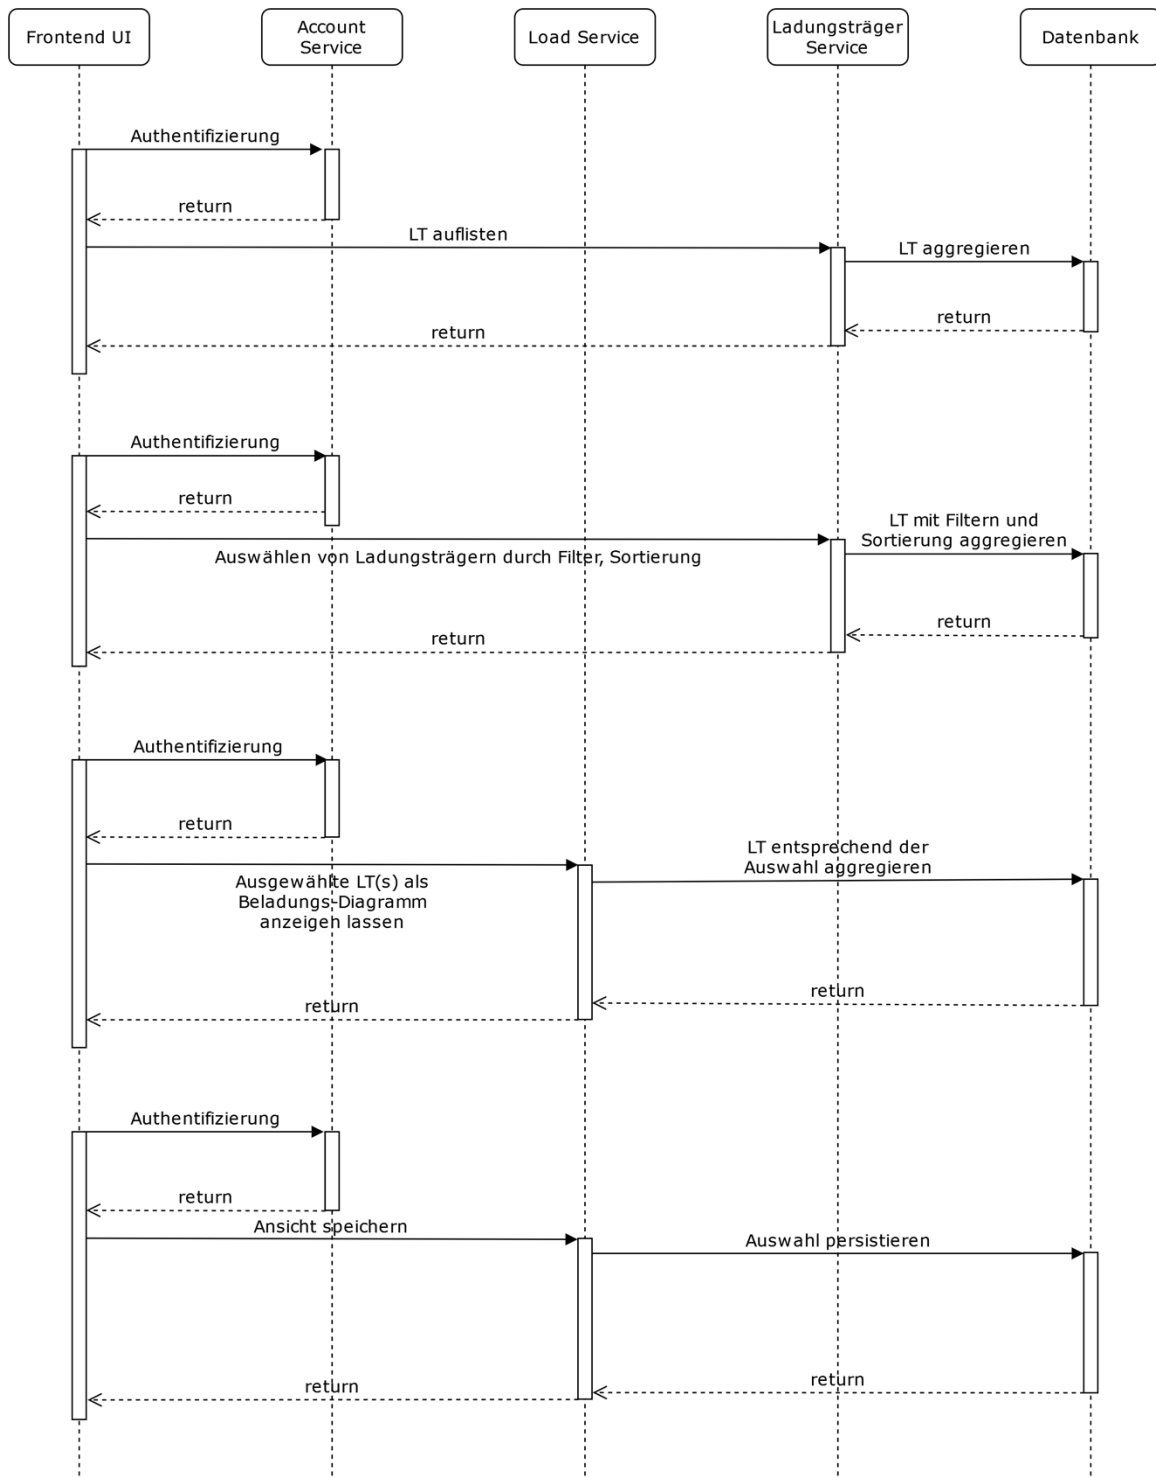 Frontend UI
Account
Service
Load Service
Ladungsträger
Service
Datenbank
Authentifizierung
return
LT auflisten
LT aggregieren
return
return
Authentifizierung
return
LT mit Filtern und
Sortierung aggregieren
Auswählen von Ladungsträgern durch Filter, Sortierung
return
return
Authentifizierung
return
LT entsprechend der
Auswahl aggregieren
Ausgewählte LT(s) als
Beladungs-Diagramm
anzeigen lassen
return
return
Authentifizierung
return
Ansicht speichern
Auswahl persistieren
return
return